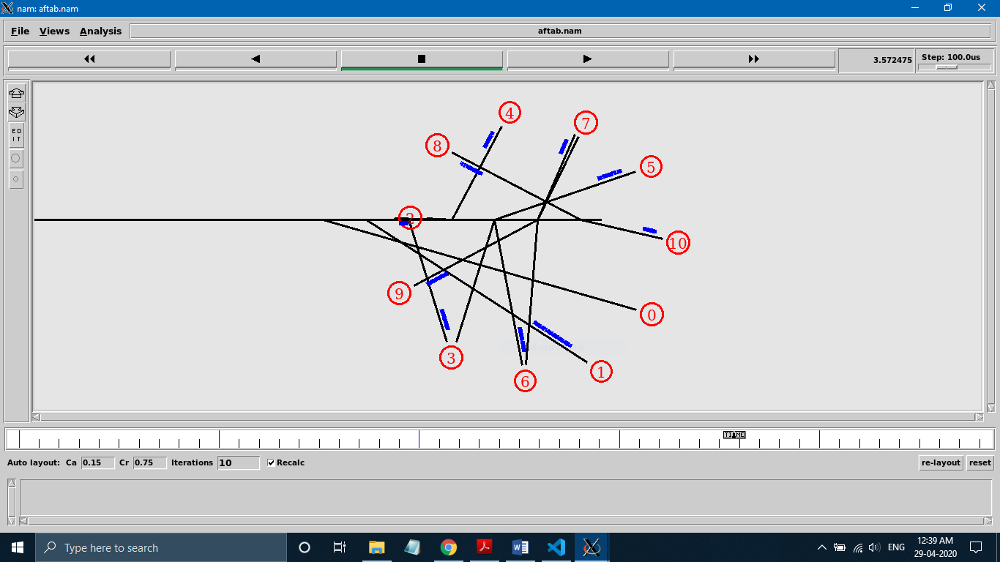 nam: aftab.nam
File Views Analysis aftab.nam
3.572475 Step: 100.0us
4
7
8
5
2
10
9
0
3
1
6
ED
IT
TIME
Auto layout: Ca 0.15 Cr 0.75 Iterations 10 Recalc re-layout reset
Type here to search
ENG
12:39 AM
29-04-2020